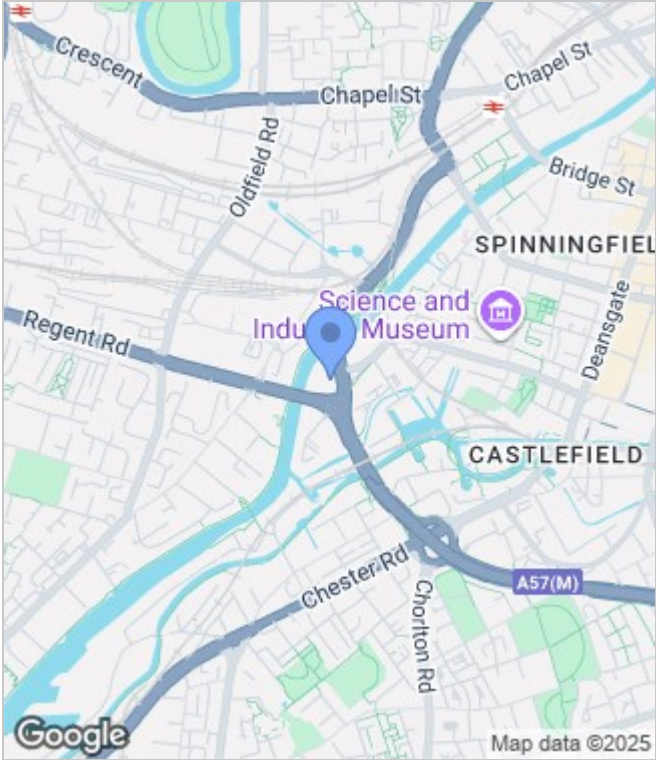 Crescent
Chapel St
Chapel St
Oldfield Rd
Bridge St
SPINNINGFIEL
Deansgate
Science and
Indu Museum
Regent Rd
CASTLEFIELD
Chester Rd
A57(M)
Chorlton Rd
Google
Map data ©2025